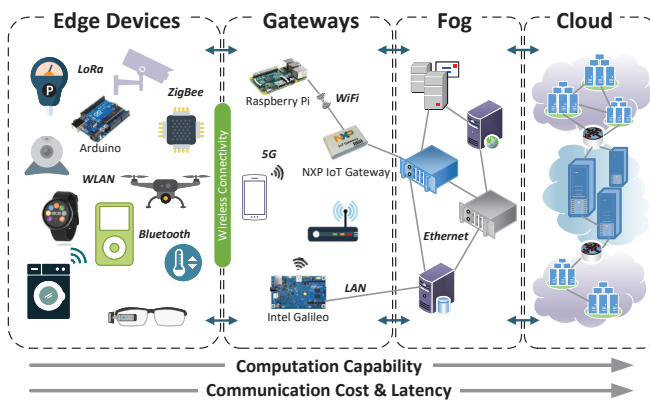 Edge Devices
Gateways
Fog
Cloud
LoRa
P
ZigBee
Arduino
WLAN
Bluetooth
Wireless Connectivity
Raspberry Pi
WiFi
NXP
5G
NXP IoT Gateway
Intel Galileo
LAN
Ethernet
Computation Capability
Communication Cost & Latency